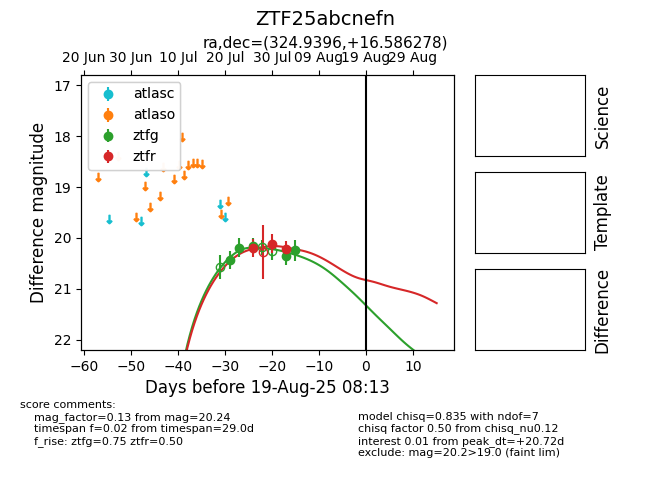 ZTF25abcnefn
ra,dec=(324.9396,+16.586278)
20 Jun 30 Jun 10 Jul 20 Jul 30 Jul 09 Aug 19 Aug 29 Aug
17
18
19
20
21
22
Difference magnitude
atlasc
atlaso
ztfg
ztfr
−60 −50 −40 −30 −20 −10 0 10
Days before 19-Aug-25 08:13
Science
Template
Difference
score comments:
mag_factor=0.13 from mag=20.24
timespan f=0.02 from timespan=29.0d
f_rise: ztfg=0.75 ztfr=0.50
model chisq=0.835 with ndof=7
chisq factor 0.50 from chisq_nu0.12
interest 0.01 from peak_dt=+20.72d
exclude: mag=20.2>19.0 (faint lim)